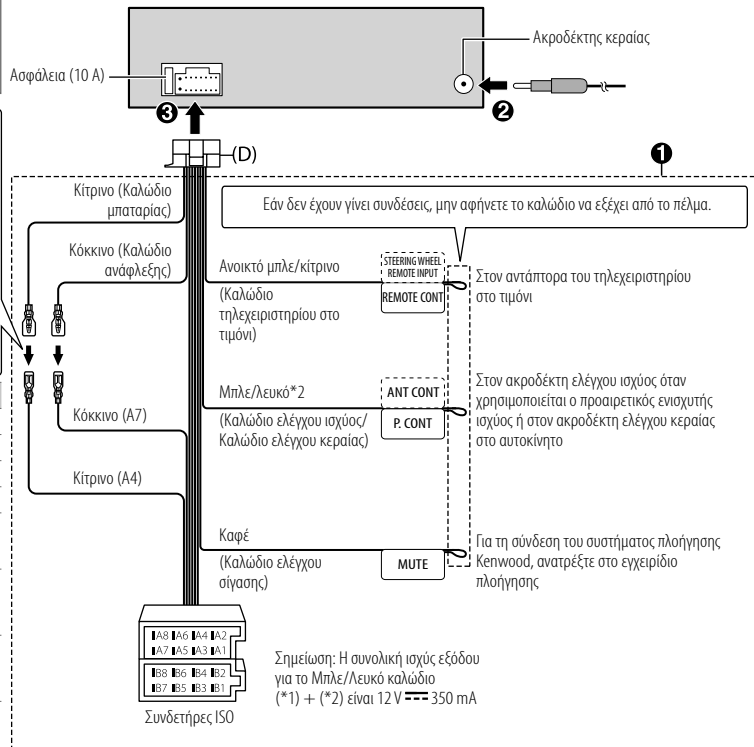 Ακροδέκτης κεραίας
Ασφάλεια (10 A)
❸
❷
(D)
❶
Κίτρινο (Καλώδιο
μπαταρίας)
Εάν δεν έχουν γίνει συνδέσεις, μην αφήνετε το καλώδιο να εξέχει από το πέλμα.
Κόκκινο (Καλώδιο
ανάφλεξης)
Ανοικτό μπλε/κίτρινο
(Καλώδιο
τηλεχειριστηρίου στο
τιμόνι)
STEERING WHEEL
REMOTE INPUT
REMOTE CONT
Στον αντάπτορα του τηλεχειριστηρίου
στο τιμόνι
Μπλε/λευκό*2
(Καλώδιο ελέγχου ισχύος/
Καλώδιο ελέγχου κεραίας)
ANT CONT
P. CONT
Στον ακροδέκτη ελέγχου ισχύος όταν
χρησιμοποιείται ο προαιρετικός ενισχυτής
ισχύος ή στον ακροδέκτη ελέγχου κεραίας
στο αυτοκίνητο
Κόκκινο (A7)
Κίτρινο (A4)
Καφέ
(Καλώδιο ελέγχου
σίγασης)
MUTE
Για τη σύνδεση του συστήματος πλοήγησης
Kenwood, ανατρέξτε στο εγχειρίδιο
πλοήγησης
A8 A6 A4 A2
A7 A5 A3 A1
B8 B6 B4 B2
B7 B5 B3 B1
Συνδετήρες ISO
Σημείωση: Η συνολική ισχύς εξόδου
για το Μπλε/Λευκό καλώδιο
(*1) + (*2) είναι 12 V ⎓ 350 mA